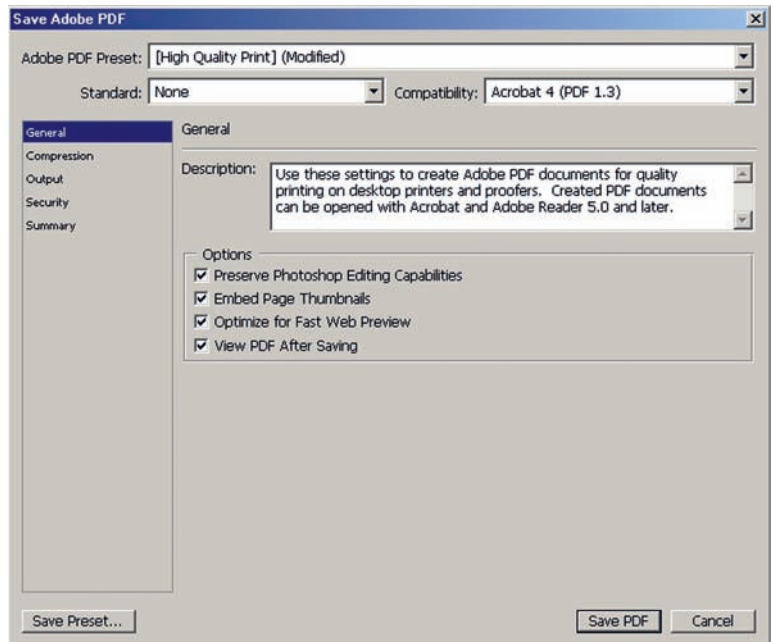 Save Adobe PDF
Adobe PDF Preset: [High Quality Print] (Modified)
Standard: None Compatibility: Acrobat 4 (PDF 1.3)
General
Compression
Output
Security
Summary
General
Description: Use these settings to create Adobe PDF documents for quality
printing on desktop printers and proofers.  Created PDF documents
can be opened with Acrobat and Adobe Reader 5.0 and later.
Options
Preserve Photoshop Editing Capabilities
Embed Page Thumbnails
Optimize for Fast Web Preview
View PDF After Saving
Save Preset... Save PDF Cancel